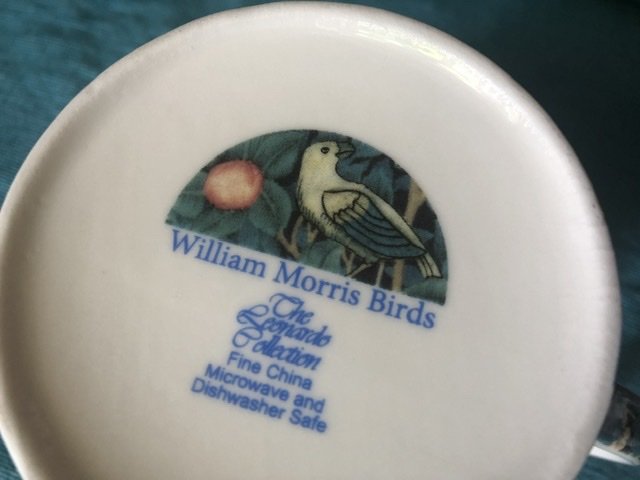 William Morris Birds
The
Leonardo
Collection
Fine China
Microwave and
Dishwasher Safe